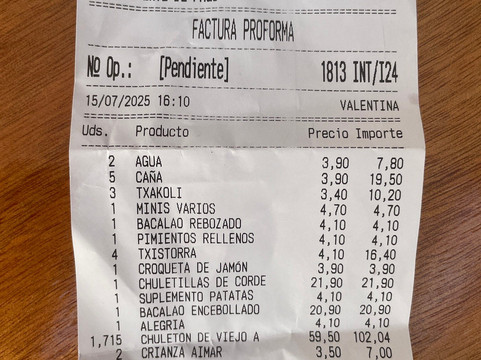 FACTURA PROFORMA
Nº Op.: [Pendiente] 1813 INT/I24
15/07/2025 16:10 VALENTINA
Uds. Producto Precio Importe
2 AGUA 3,90 7,80
5 CAÑA 3,90 19,50
3 TXAKOLI 3,40 10,20
1 MINIS VARIOS 4,70 4,70
1 BACALAO REBOZADO 4,10 4,10
1 PIMIENTOS RELLENOS 4,10 4,10
4 TXISTORRA 4,10 16,40
1 CROQUETA DE JAMÓN 3,90 3,90
1 CHULETILLAS DE CORDE 21,90 21,90
1 SUPLEMENTO PATATAS 4,10 4,10
1 BACALAO ENCEBOLLADO 20,90 20,90
1 ALEGRIA 4,10 4,10
1,715 CHULETON DE VIEJO A 59,50 102,04
2 CRIANZA AIMAR 3,50 7,00